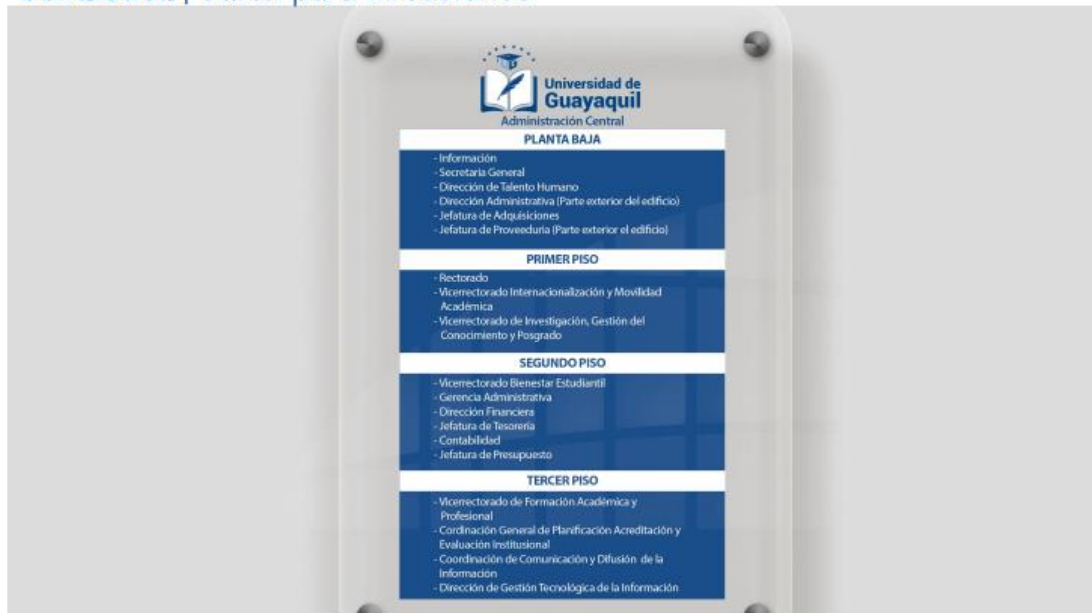 Universidad de
Guayaquil
Administración Central
PLANTA BAJA
- Información
- Secretaria General
- Dirección de Talento Humano
- Dirección Administrativa (Parte exterior del edificio)
- Jefatura de Adquisiciones
- Jefatura de Proveeduria (Parte exterior el edificio)
PRIMER PISO
- Rectorado
- Vicerrectorado Internacionalización y Movilidad
Académica
- Vicerrectorado de Investigación, Gestión del
Conocimiento y Posgrado
SEGUNDO PISO
- Vicerrectorado Bienestar Estudiantil
- Gerencia Administrativa
- Dirección Financiera
- Jefatura de Tesorería
- Contabilidad
- Jefatura de Presupuesto
TERCER PISO
- Vicerrectorado de Formación Académica y
Profesional
- Cordinación General de Planificación Acreditación y
Evaluación Institusional
- Coordinación de Comunicación y Difusión de la
Información
- Dirección de Gestión Tecnológica de la Información